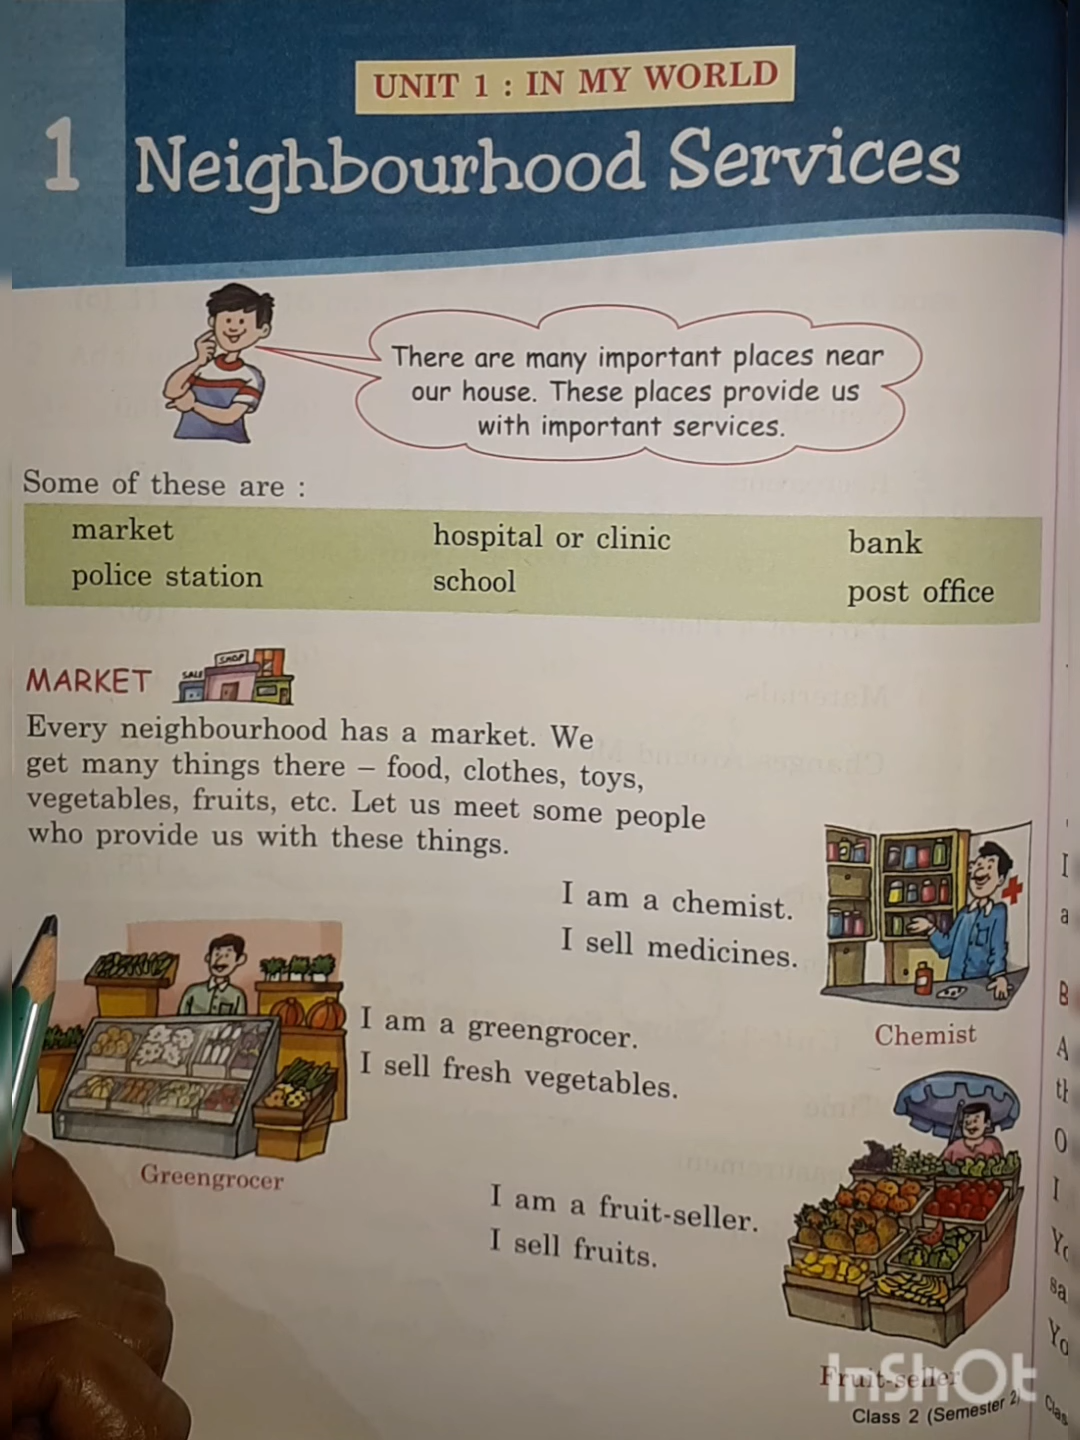 UNIT 1 : IN MY WORLD
1 Neighbourhood Services
There are many important places near
our house. These places provide us
with important services.
Some of these are :
market hospital or clinic bank
police station school post office
MARKET
SHOP
SALE
Every neighbourhood has a market. We
get many things there – food, clothes, toys,
vegetables, fruits, etc. Let us meet some people
who provide us with these things.
I am a chemist.
I sell medicines.
Chemist
I am a greengrocer.
I sell fresh vegetables.
Greengrocer
I am a fruit-seller.
I sell fruits.
Fruit-seller
InShOt
Class 2 (Semester 2)